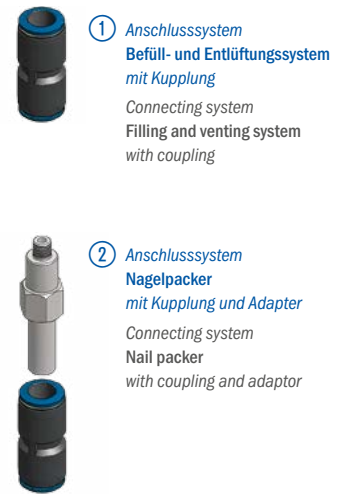 1 Anschlusssystem
Befüll- und Entlüftungssystem
mit Kupplung
Connecting system
Filling and venting system
with coupling
2 Anschlusssystem
Nagelpacker
mit Kupplung und Adapter
Connecting system
Nail packer
with coupling and adaptor